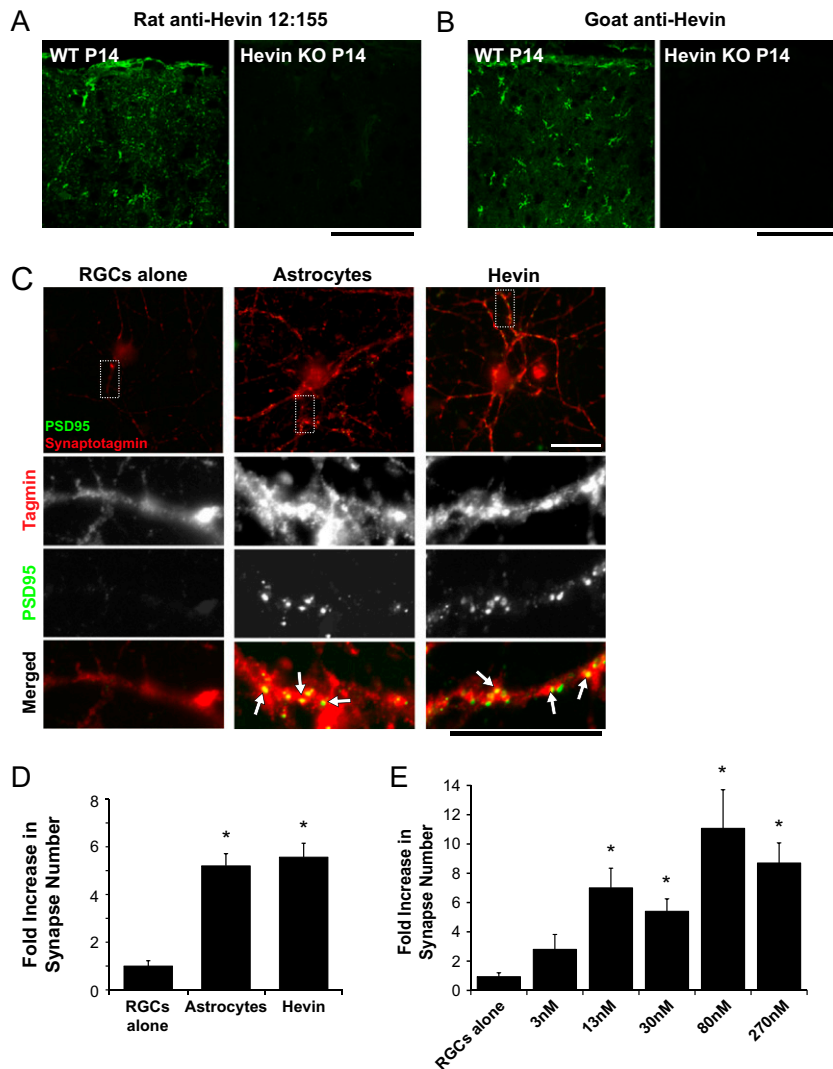 A
Rat anti-Hevin 12:155
WT P14
Hevin KO P14
B
Goat anti-Hevin
WT P14
Hevin KO P14
C
RGCs alone
Astrocytes
Hevin
PSD95
Synaptotagmin
Tagmin
PSD95
Merged
D
Fold Increase in
Synapse Number
8
6
4
2
0
*
*
RGCs
alone
Astrocytes
Hevin
E
Fold Increase in
Synapse Number
14
12
10
8
6
4
2
0
*
*
*
*
RGCs alone
3nM
13nM
30nM
80nM
270nM